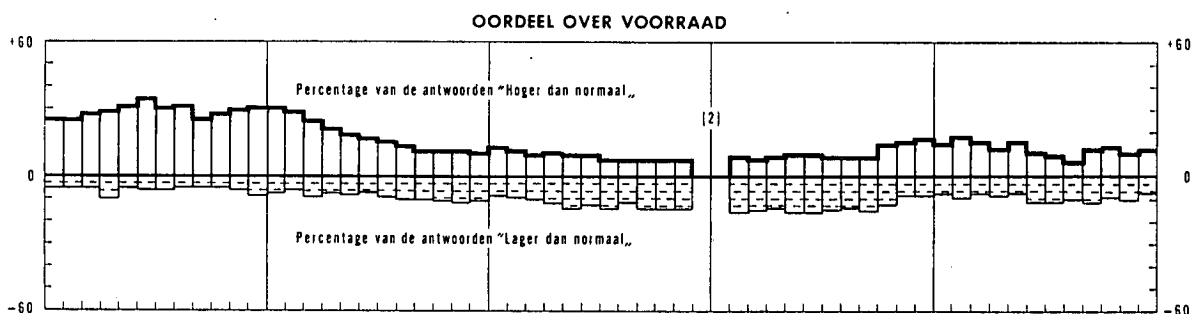 OORDEEL OVER VOORRAAD
+60
+60
Percentage van de antwoorden "Hoger dan normaal„
(2)
0
0
Percentage van de antwoorden "Lager dan normaal„
-60
-60